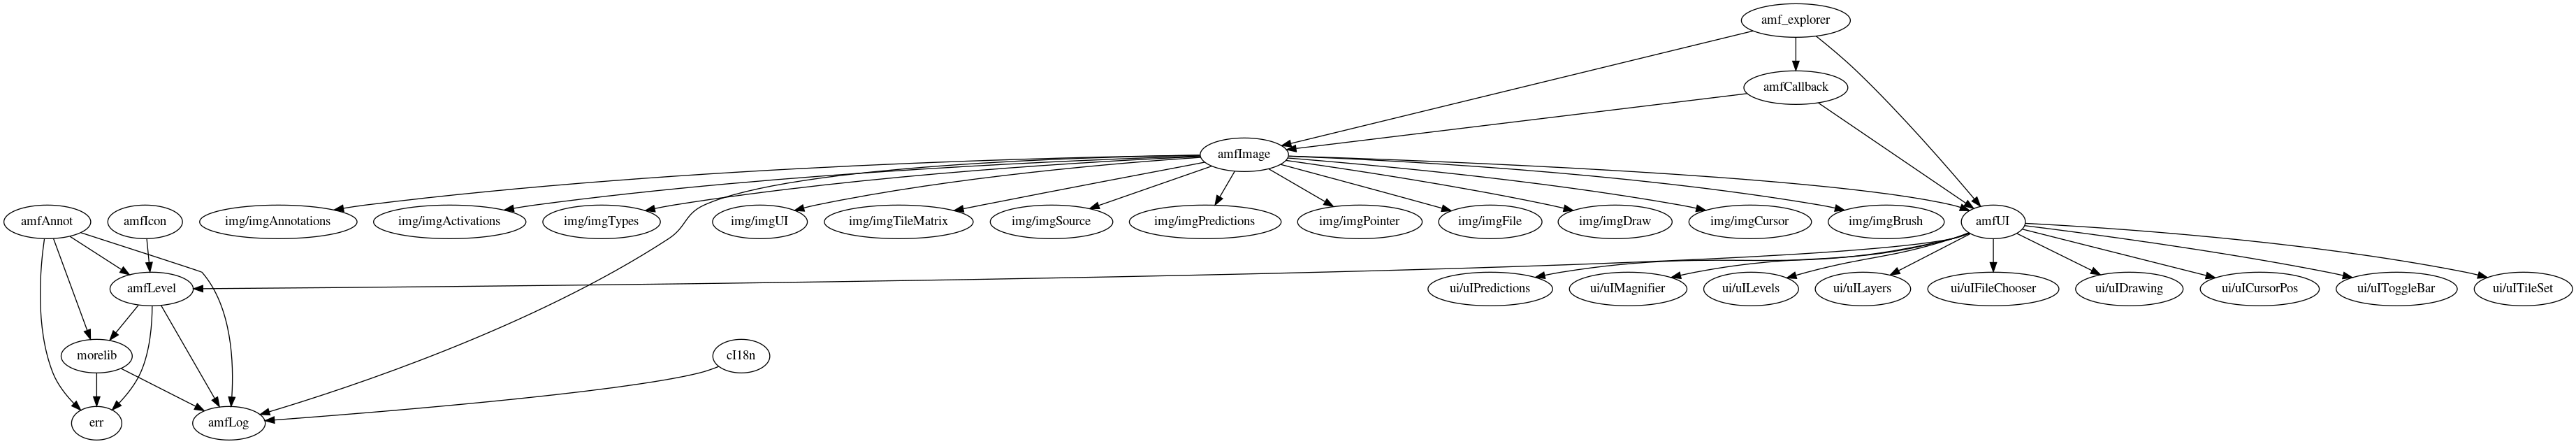 amf_explorer
amfCallback
amfImage
amfAnnot
amfIcon
img/imgAnnotations
img/imgActivations
img/imgTypes
img/imgUI
img/imgTileMatrix
img/imgSource
img/imgPredictions
img/imgPointer
img/imgFile
img/imgDraw
img/imgCursor
img/imgBrush
amfUI
amfLevel
ui/uIPredictions
ui/uIMagnifier
ui/uILevels
ui/uILayers
ui/uIFileChooser
ui/uIDrawing
ui/uICursorPos
ui/uIToggleBar
ui/uITileSet
morelib
cI18n
err
amfLog